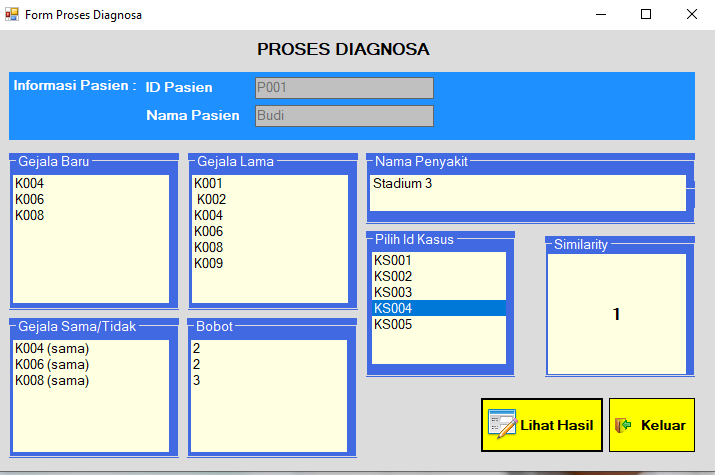 Form Proses Diagnosa
PROSES DIAGNOSA
Informasi Pasien : ID Pasien P001
Nama Pasien Budi
Gejala Baru
K004
K006
K008
Gejala Lama
K001
K002
K004
K006
K008
K009
Nama Penyakit
Stadium 3
Pilih Id Kasus
KS001
KS002
KS003
KS004
KS005
Similarity
1
Gejala Sama/Tidak
K004 (sama)
K006 (sama)
K008 (sama)
Bobot
2
2
3
Lihat Hasil
Keluar